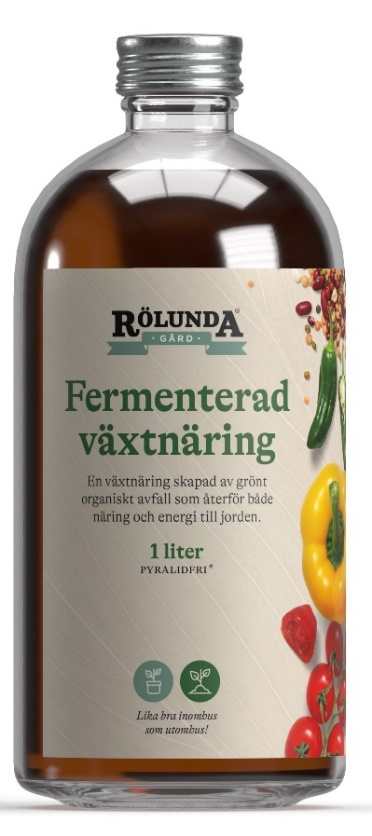 RÖLUNDA®
· GÅRD ·
Fermenterad
växtnäring
En växtnäring skapad av grönt
organiskt avfall som återför både
näring och energi till jorden.
1 liter
PYRALIDFRI*
Lika bra inomhus
som utomhus!